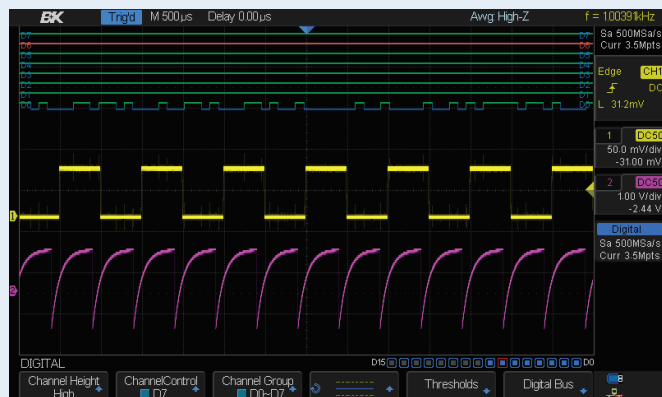 BK Trig'd M 500µs Delay 0.00µs Awg: High-Z f = 1.00391kHz
Sa 500MSa/s
Curr 3.5Mpts
D7 D7
D6 D6
D5 D5
D4 D4
D3 D3
D2 D2
D1 D1
D0 D0
Edge CH1
DC
L 31.2mV
1 DC50
50.0 mV/div
-31.00 mV
2 DC50
1.00 V/div
-2.44 V
Digital
Sa 500MSa/s
Curr 3.5Mpts
1
2
DIGITAL D15 D0
Channel Height ChannelControl Channel Group Thresholds Digital Bus
High D7 D0~D7